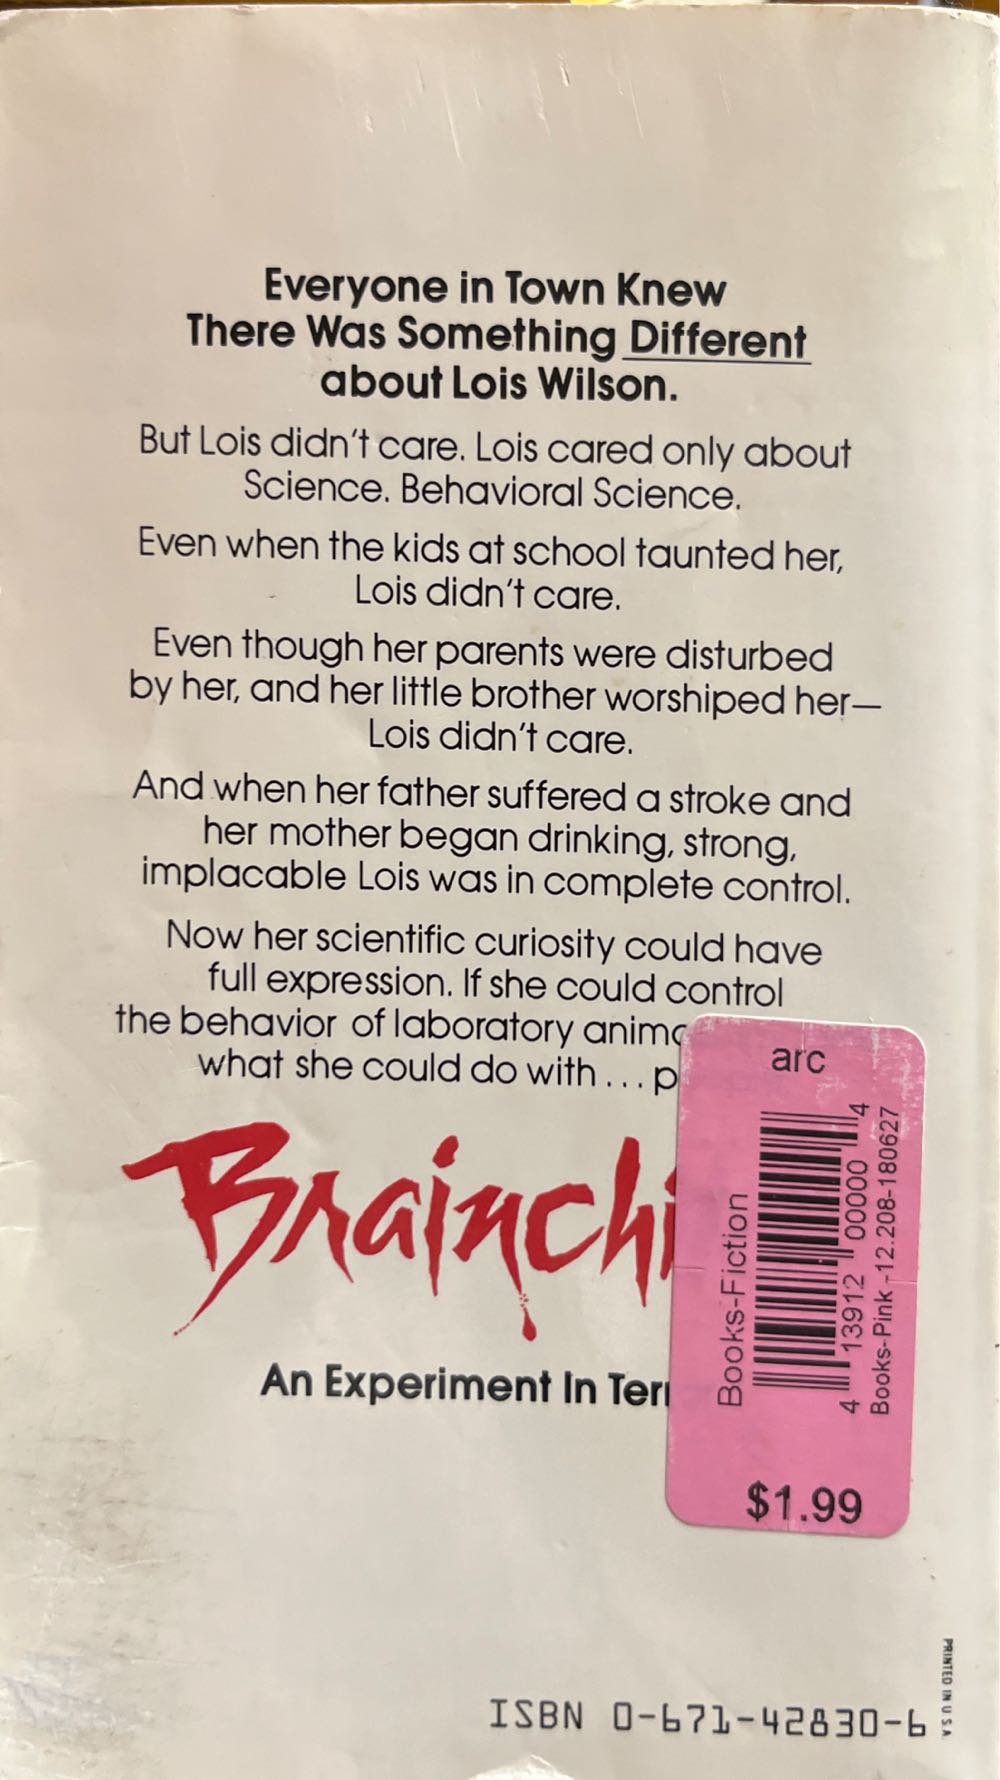 Everyone in Town Knew
There Was Something Different
about Lois Wilson.
But Lois didn't care. Lois cared only about
Science. Behavioral Science.
Even when the kids at school taunted her,
Lois didn't care.
Even though her parents were disturbed
by her, and her little brother worshiped her—
Lois didn't care.
And when her father suffered a stroke and
her mother began drinking, strong,
implacable Lois was in complete control.
Now her scientific curiosity could have
full expression. If she could control
the behavior of laboratory anima
what she could do with . . . p
Brainchi
An Experiment In Terr
arc
Books-Fiction
4 13912 00000 4
Books-Pink -12.208-180627
$1.99
ISBN 0-671-42830-6
PRINTED IN U S A